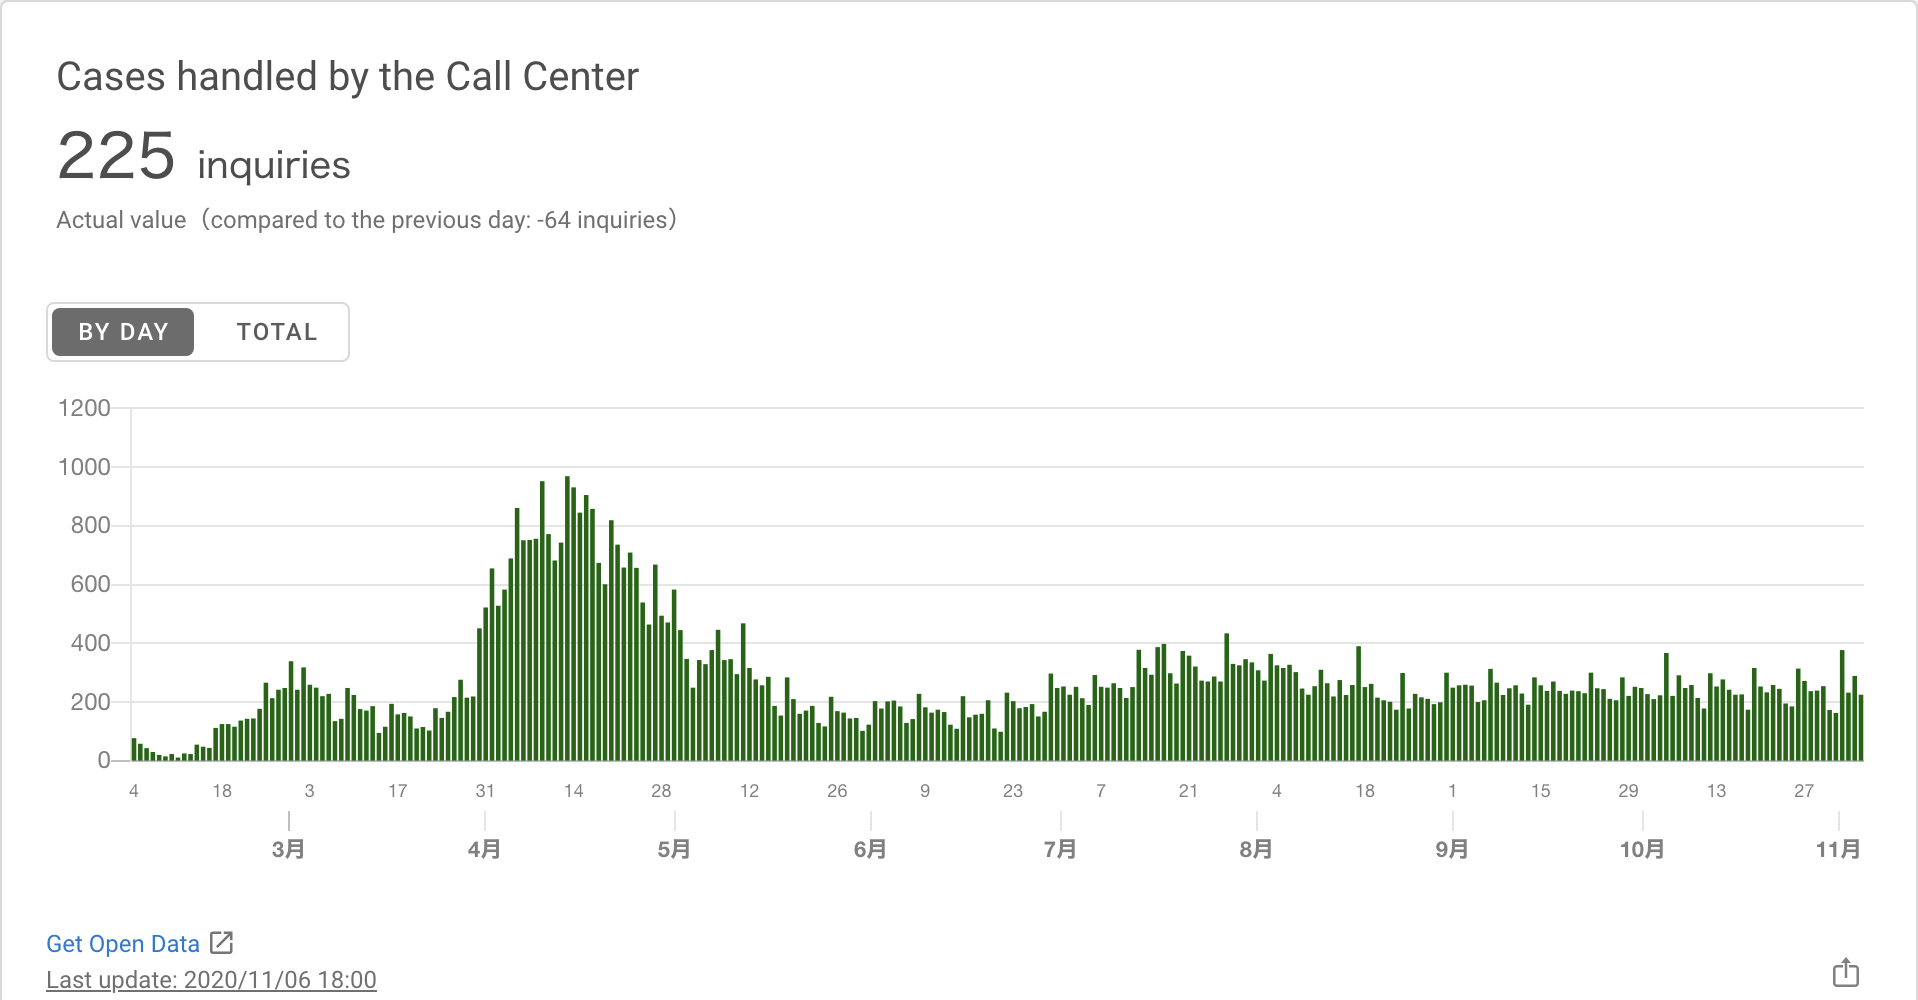 Cases handled by the Call Center
225 inquiries
Actual value（compared to the previous day: -64 inquiries）
BY DAY TOTAL
1200
1000
800
600
400
200
0
4 18 3 17 31 14 28 12 26 9 23 7 21 4 18 1 15 29 13 27
3月 4月 5月 6月 7月 8月 9月 10月 11月
Get Open Data
Last update: 2020/11/06 18:00